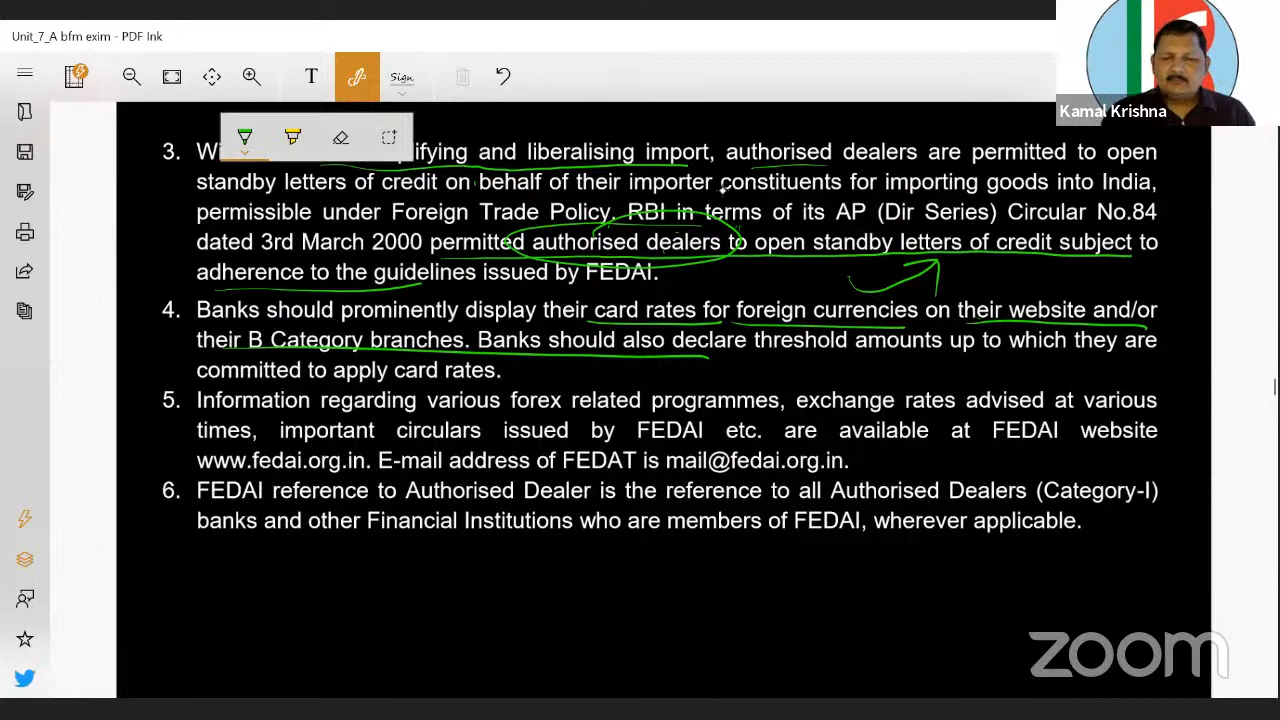 Unit_7_A bfm exim - PDF Ink
T
Sign
Kamal Krishna
3. ifying and liberalising import, authorised dealers are permitted to open
standby letters of credit on behalf of their importer constituents for importing goods into India,
permissible under Foreign Trade Policy. RBI in terms of its AP (Dir Series) Circular No.84
dated 3rd March 2000 permitted authorised dealers to open standby letters of credit subject to
adherence to the guidelines issued by FEDAI.
4. Banks should prominently display their card rates for foreign currencies on their website and/or
their B Category branches. Banks should also declare threshold amounts up to which they are
committed to apply card rates.
5. Information regarding various forex related programmes, exchange rates advised at various
times, important circulars issued by FEDAI etc. are available at FEDAI website
www.fedai.org.in. E-mail address of FEDAT is mail@fedai.org.in.
6. FEDAI reference to Authorised Dealer is the reference to all Authorised Dealers (Category-I)
banks and other Financial Institutions who are members of FEDAI, wherever applicable.
zoom